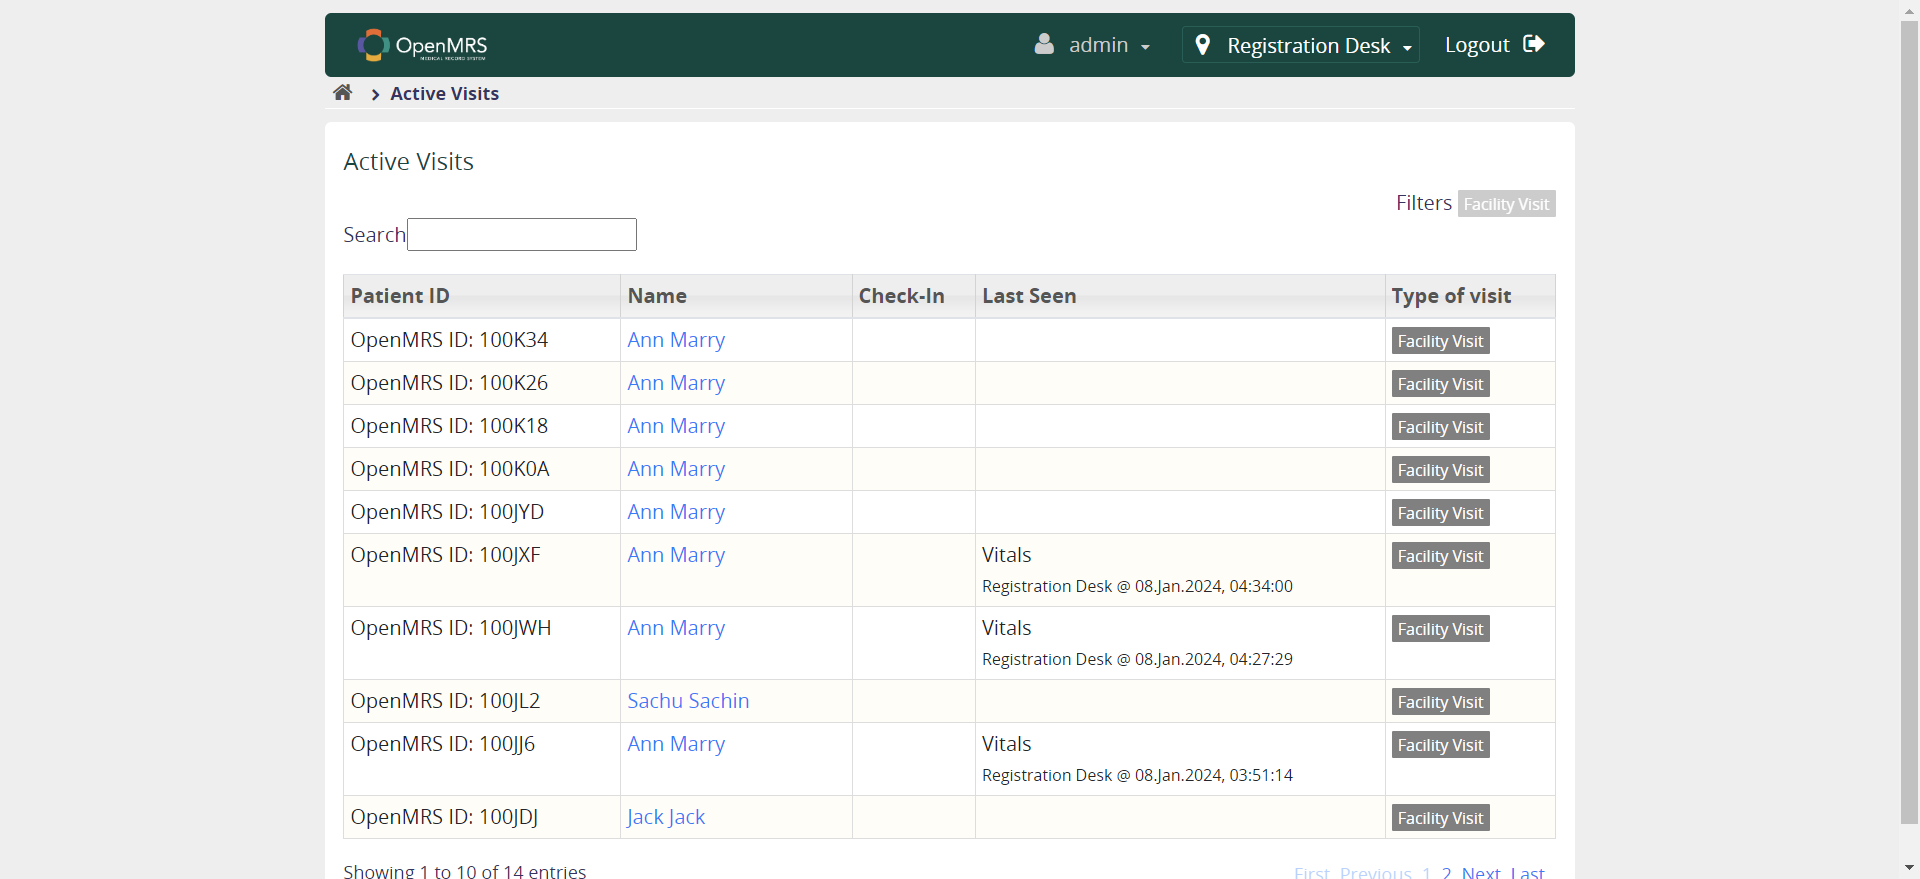 OpenMRS
MEDICAL RECORD SYSTEM
admin
Registration Desk
Logout
Active Visits
Active Visits
Filters Facility Visit
Search
Patient ID Name Check-In Last Seen Type of visit
OpenMRS ID: 100K34 Ann Marry Facility Visit
OpenMRS ID: 100K26 Ann Marry Facility Visit
OpenMRS ID: 100K18 Ann Marry Facility Visit
OpenMRS ID: 100K0A Ann Marry Facility Visit
OpenMRS ID: 100JYD Ann Marry Facility Visit
OpenMRS ID: 100JXF Ann Marry Vitals Facility Visit
Registration Desk @ 08.Jan.2024, 04:34:00
OpenMRS ID: 100JWH Ann Marry Vitals Facility Visit
Registration Desk @ 08.Jan.2024, 04:27:29
OpenMRS ID: 100JL2 Sachu Sachin Facility Visit
OpenMRS ID: 100JJ6 Ann Marry Vitals Facility Visit
Registration Desk @ 08.Jan.2024, 03:51:14
OpenMRS ID: 100JDJ Jack Jack Facility Visit
Showing 1 to 10 of 14 entries First Previous 1 2 Next Last